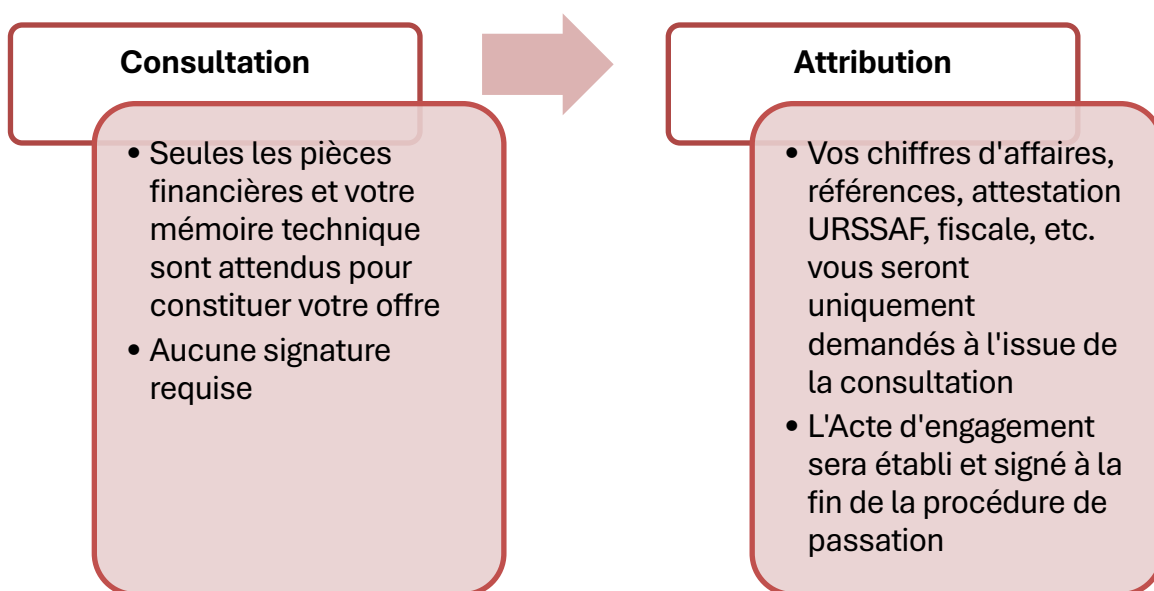 Consultation
• Seules les pièces
financières et votre
mémoire technique
sont attendus pour
constituer votre offre
• Aucune signature
requise
Attribution
• Vos chiffres d'affaires,
références, attestation
URSSAF, fiscale, etc.
vous seront
uniquement
demandés à l'issue de
la consultation
• L'Acte d'engagement
sera établi et signé à la
fin de la procédure de
passation